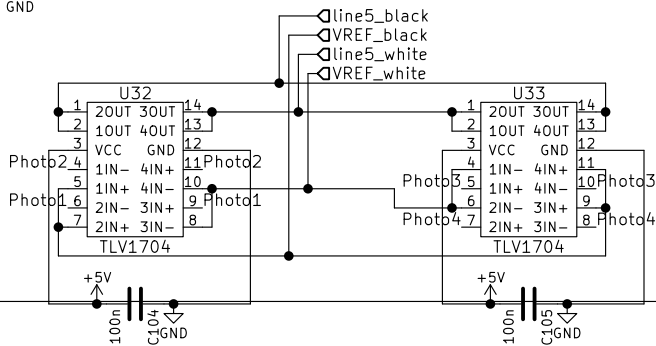 GND
line5_black
VREF_black
line5_white
VREF_white
U32
1 2OUT 3OUT 14
2 1OUT 4OUT 13
3 VCC GND 12
Photo2 4 1IN- 4IN+ 11 Photo2
5 1IN+ 4IN- 10
Photo1 6 2IN- 3IN+ 9 Photo1
7 2IN+ 3IN- 8
TLV1704
U33
1 2OUT 3OUT 14
2 1OUT 4OUT 13
3 VCC GND 12
4 1IN- 4IN+ 11
Photo3 5 1IN+ 4IN- 10 Photo3
6 2IN- 3IN+ 9
Photo4 7 2IN+ 3IN- 8 Photo4
TLV1704
+5V
100n
C104
GND
+5V
100n
C105
GND